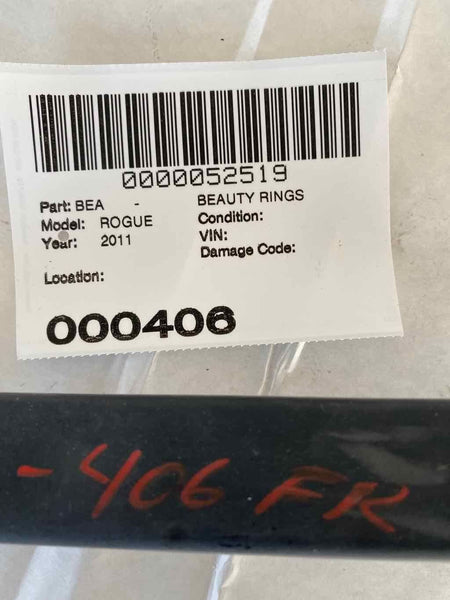 0000052519
Part: BEA - BEAUTY RINGS
Model: ROGUE Condition:
Year: 2011 VIN:
Damage Code:
Location:
000406
-406 FR